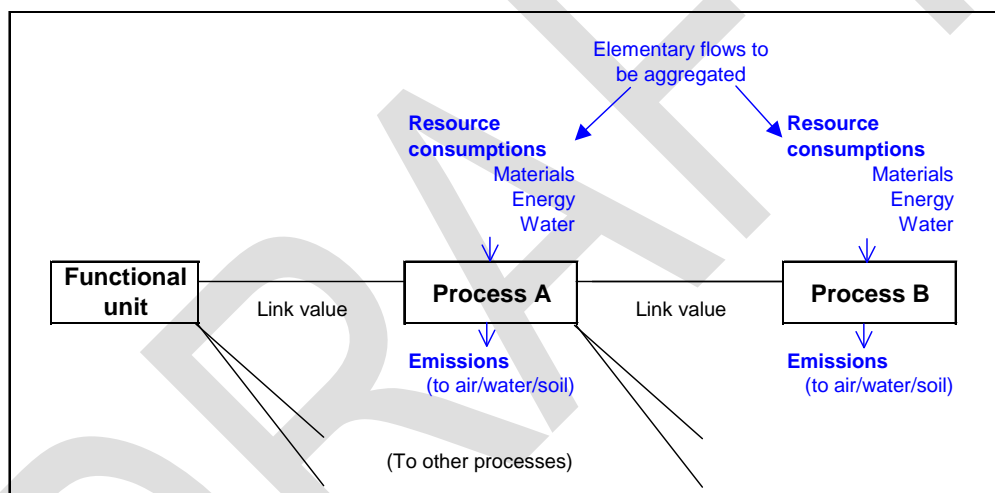 Elementary flows to
be aggregated
Resource
consumptions
Materials
Energy
Water
Resource
consumptions
Materials
Energy
Water
Functional
unit
Link value
Process A
Link value
Process B
Emissions
(to air/water/soil)
Emissions
(to air/water/soil)
(To other processes)
DRAFT